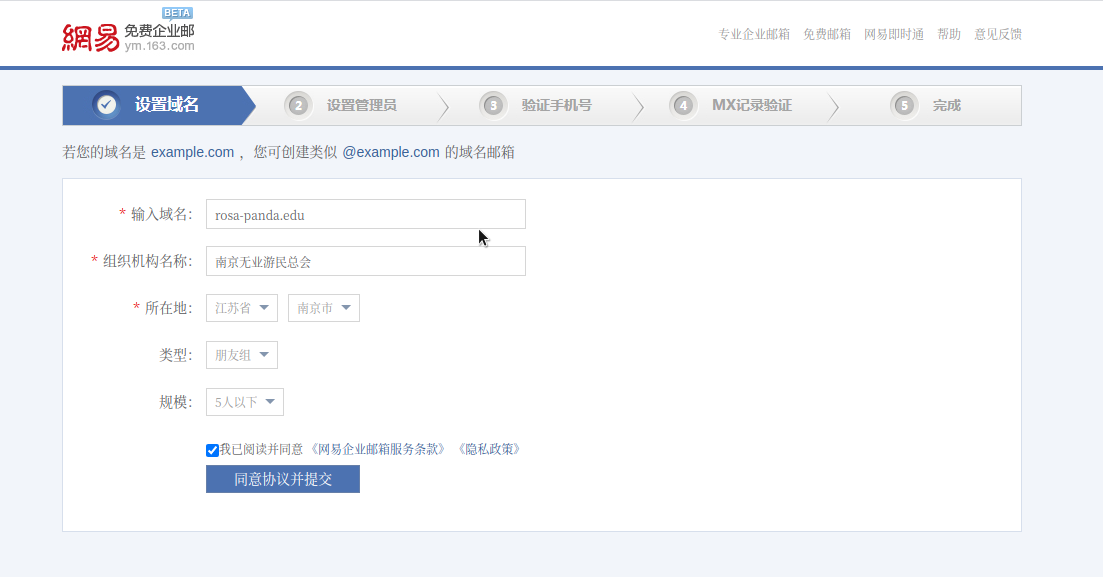 BETA
網易 免费企业邮
ym.163.com
专业企业邮箱 免费邮箱 网易即时通 帮助 意见反馈
设置域名 2 设置管理员 3 验证手机号 4 MX记录验证 5 完成
若您的域名是 example.com ，您可创建类似 @example.com 的域名邮箱
* 输入域名： rosa-panda.edu
* 组织机构名称： 南京无业游民总会
* 所在地： 江苏省 南京市
类型： 朋友组
规模： 5人以下
我已阅读并同意 《网易企业邮箱服务条款》 《隐私政策》
同意协议并提交